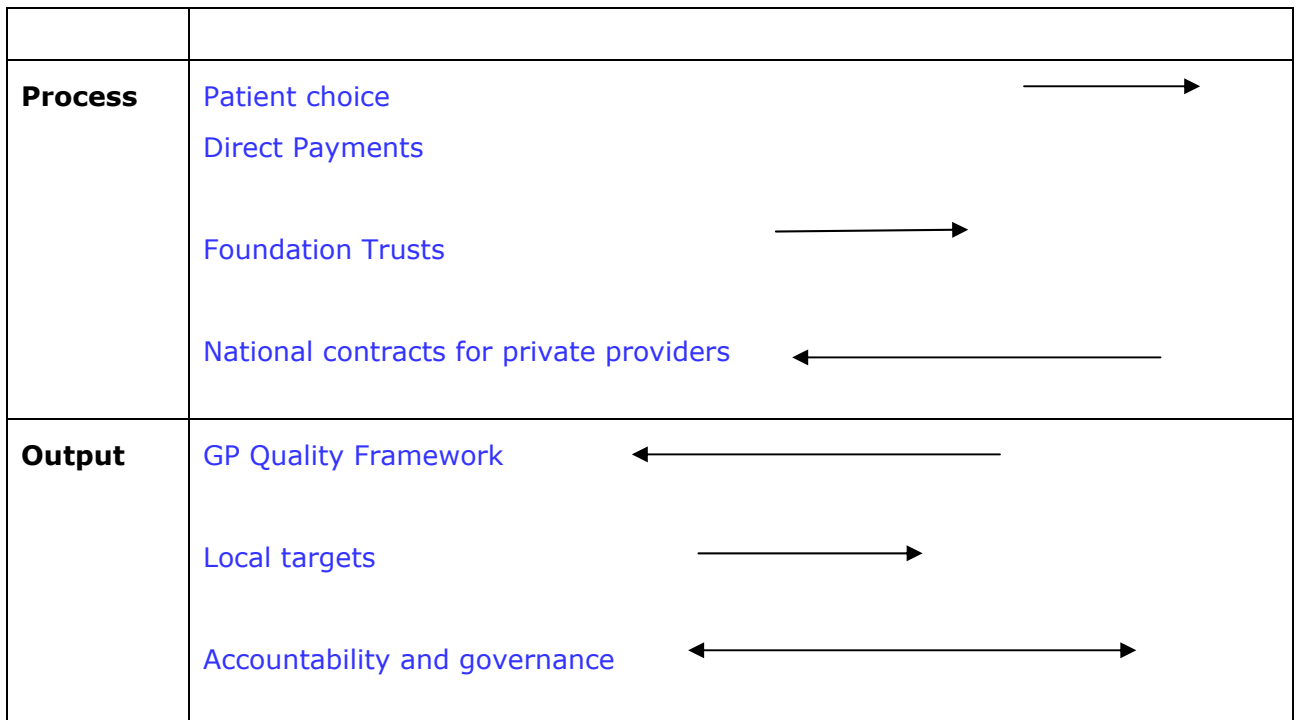 Process
Patient choice
Direct Payments
Foundation Trusts
National contracts for private providers
Output
GP Quality Framework
Local targets
Accountability and governance